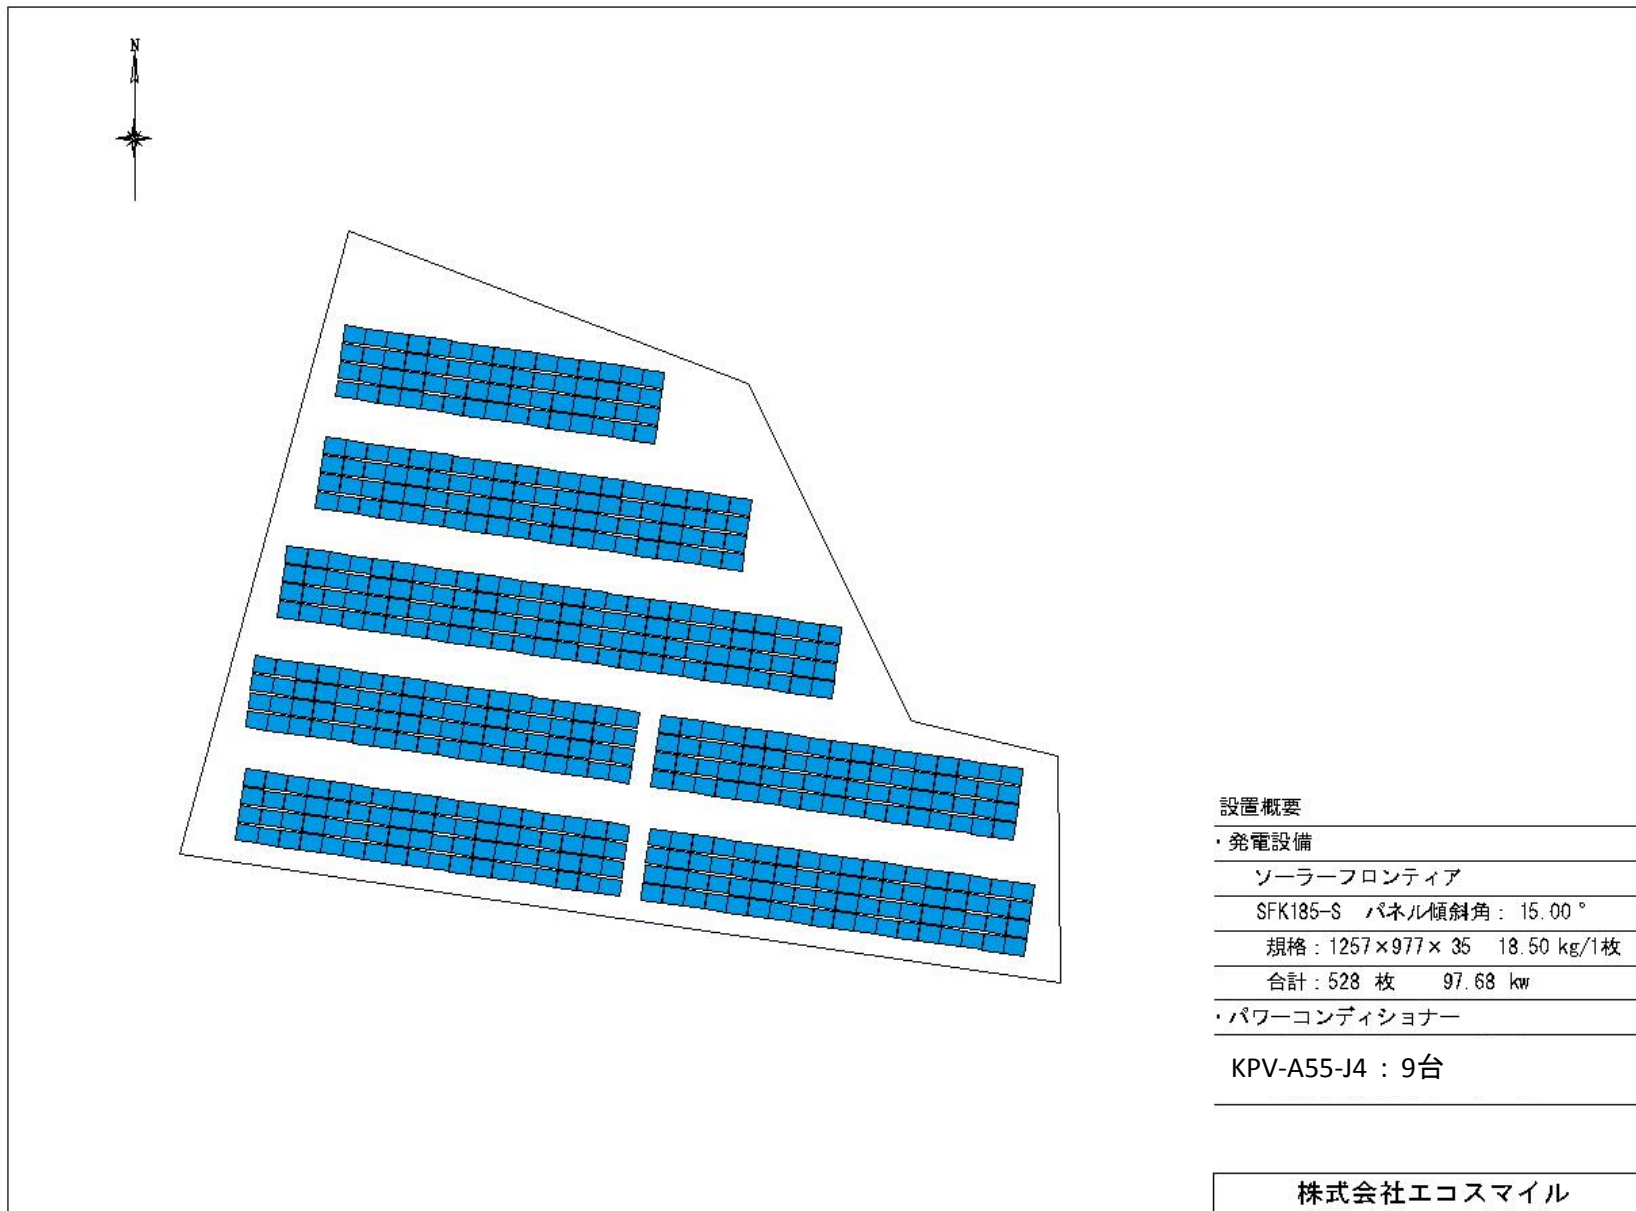 N
設置概要
・発電設備
ソーラーフロンティア
SFK185-S パネル傾斜角：15.00°
規格：1257×977×35 18.50 kg/1枚
合計：528 枚 97.68 kw
・パワーコンディショナー
KPV-A55-J4 : 9台
株式会社エコスマイル